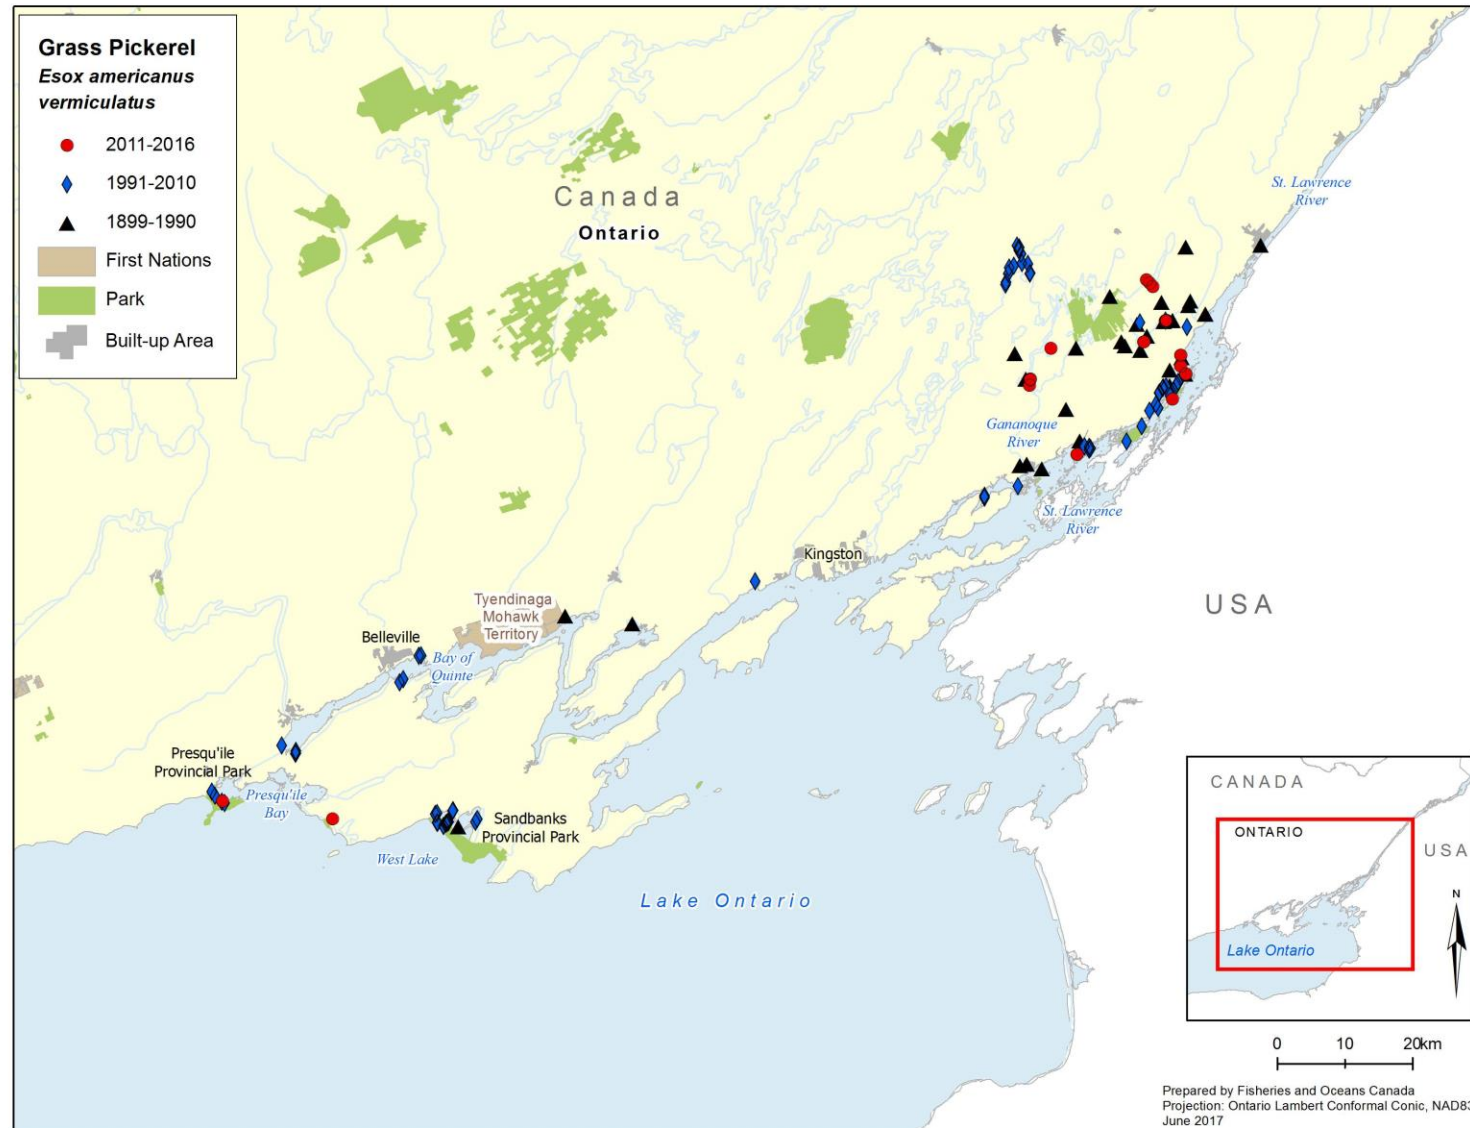 Grass Pickerel
Esox americanus
vermiculatus
2011-2016
1991-2010
1899-1990
First Nations
Park
Built-up Area
Canada
Ontario
St. Lawrence
River
Gananoque
River
St. Lawrence
River
Kingston
USA
Tyendinaga
Mohawk
Territory
Belleville
Bay of
Quinte
Presqu'ile
Provincial Park
Presqu'ile
Bay
Sandbanks
Provincial Park
West Lake
Lake Ontario
CANADA
ONTARIO
USA
N
Lake Ontario
0 10 20km
Prepared by Fisheries and Oceans Canada
Projection: Ontario Lambert Conformal Conic, NAD83
June 2017